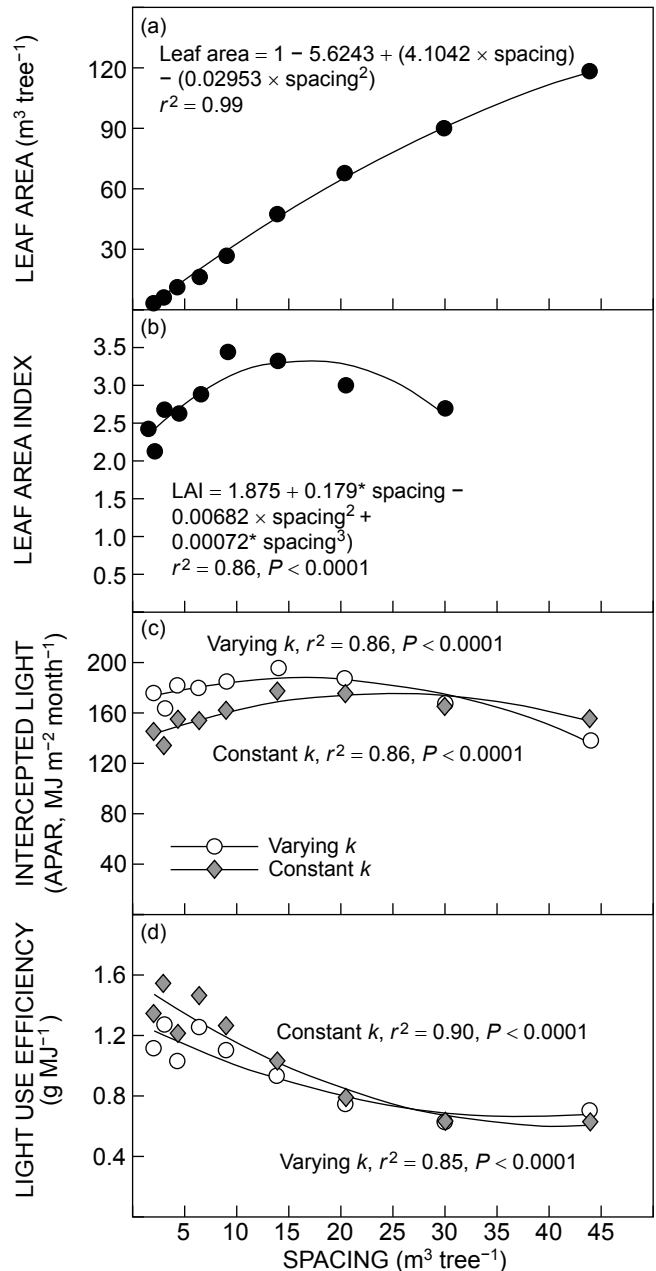 (a)
Leaf area = 1 − 5.6243 + (4.1042 × spacing)
− (0.02953 × spacing²)
r² = 0.99
120
90
60
30
LEAF AREA (m³ tree⁻¹)
(b)
3.5
3.0
2.5
2.0
1.5
1.0
0.5
LEAF AREA INDEX
LAI = 1.875 + 0.179* spacing −
0.00682 × spacing² +
0.00072* spacing³)
r² = 0.86, P < 0.0001
(c)
Varying k, r² = 0.86, P < 0.0001
200
160
120
80
40
INTERCEPTED LIGHT
(APAR, MJ m⁻² month⁻¹)
Constant k, r² = 0.86, P < 0.0001
Varying k
Constant k
(d)
1.6
1.2
0.8
0.4
LIGHT USE EFFICIENCY
(g MJ⁻¹)
Constant k, r² = 0.90, P < 0.0001
Varying k, r² = 0.85, P < 0.0001
5 10 15 20 25 30 35 40 45
SPACING (m³ tree⁻¹)